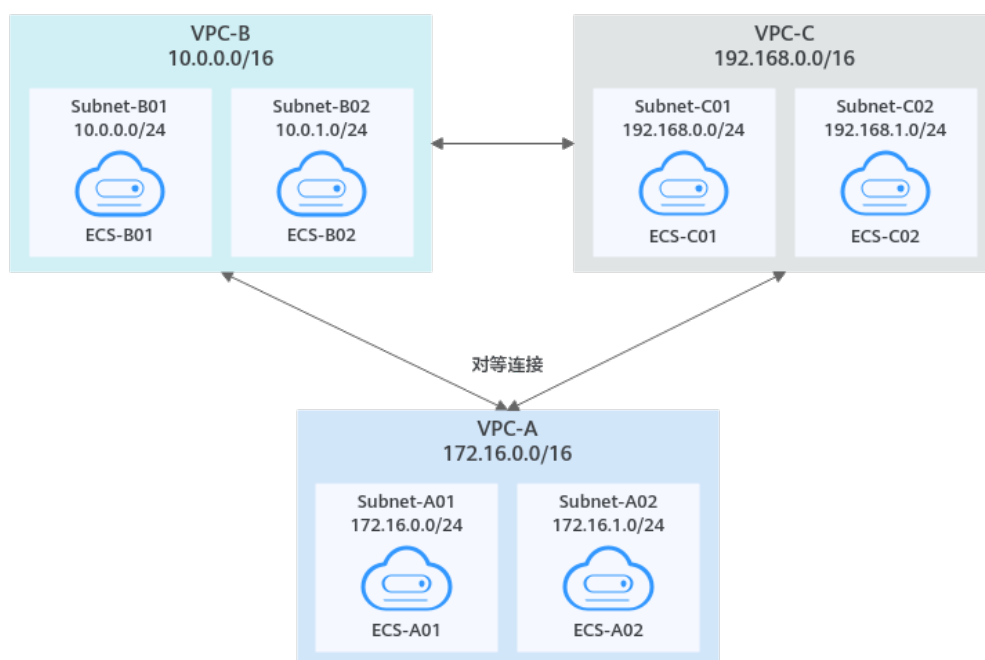 VPC-B
10.0.0.0/16
Subnet-B01
10.0.0.0/24
ECS-B01
Subnet-B02
10.0.1.0/24
ECS-B02
VPC-C
192.168.0.0/16
Subnet-C01
192.168.0.0/24
ECS-C01
Subnet-C02
192.168.1.0/24
ECS-C02
对等连接
VPC-A
172.16.0.0/16
Subnet-A01
172.16.0.0/24
ECS-A01
Subnet-A02
172.16.1.0/24
ECS-A02